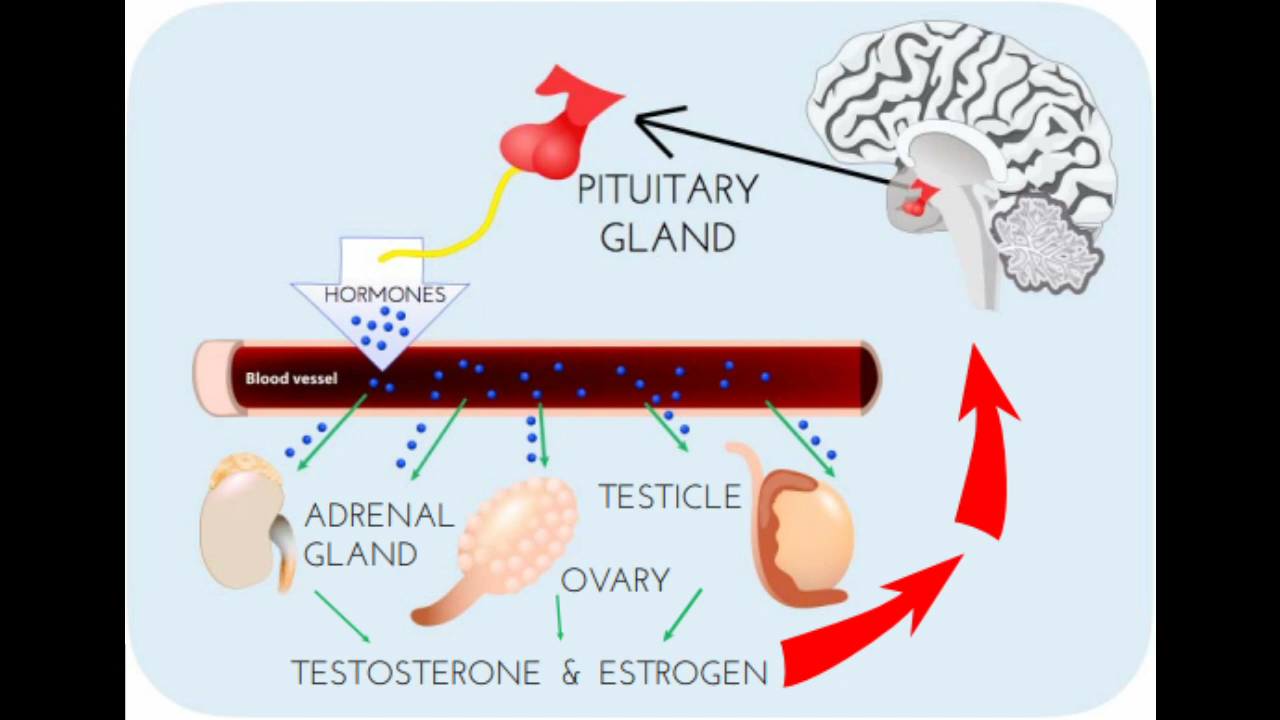 PITUITARY
GLAND
HORMONES
Blood vessel
TESTICLE
ADRENAL
GLAND
OVARY
TESTOSTERONE & ESTROGEN